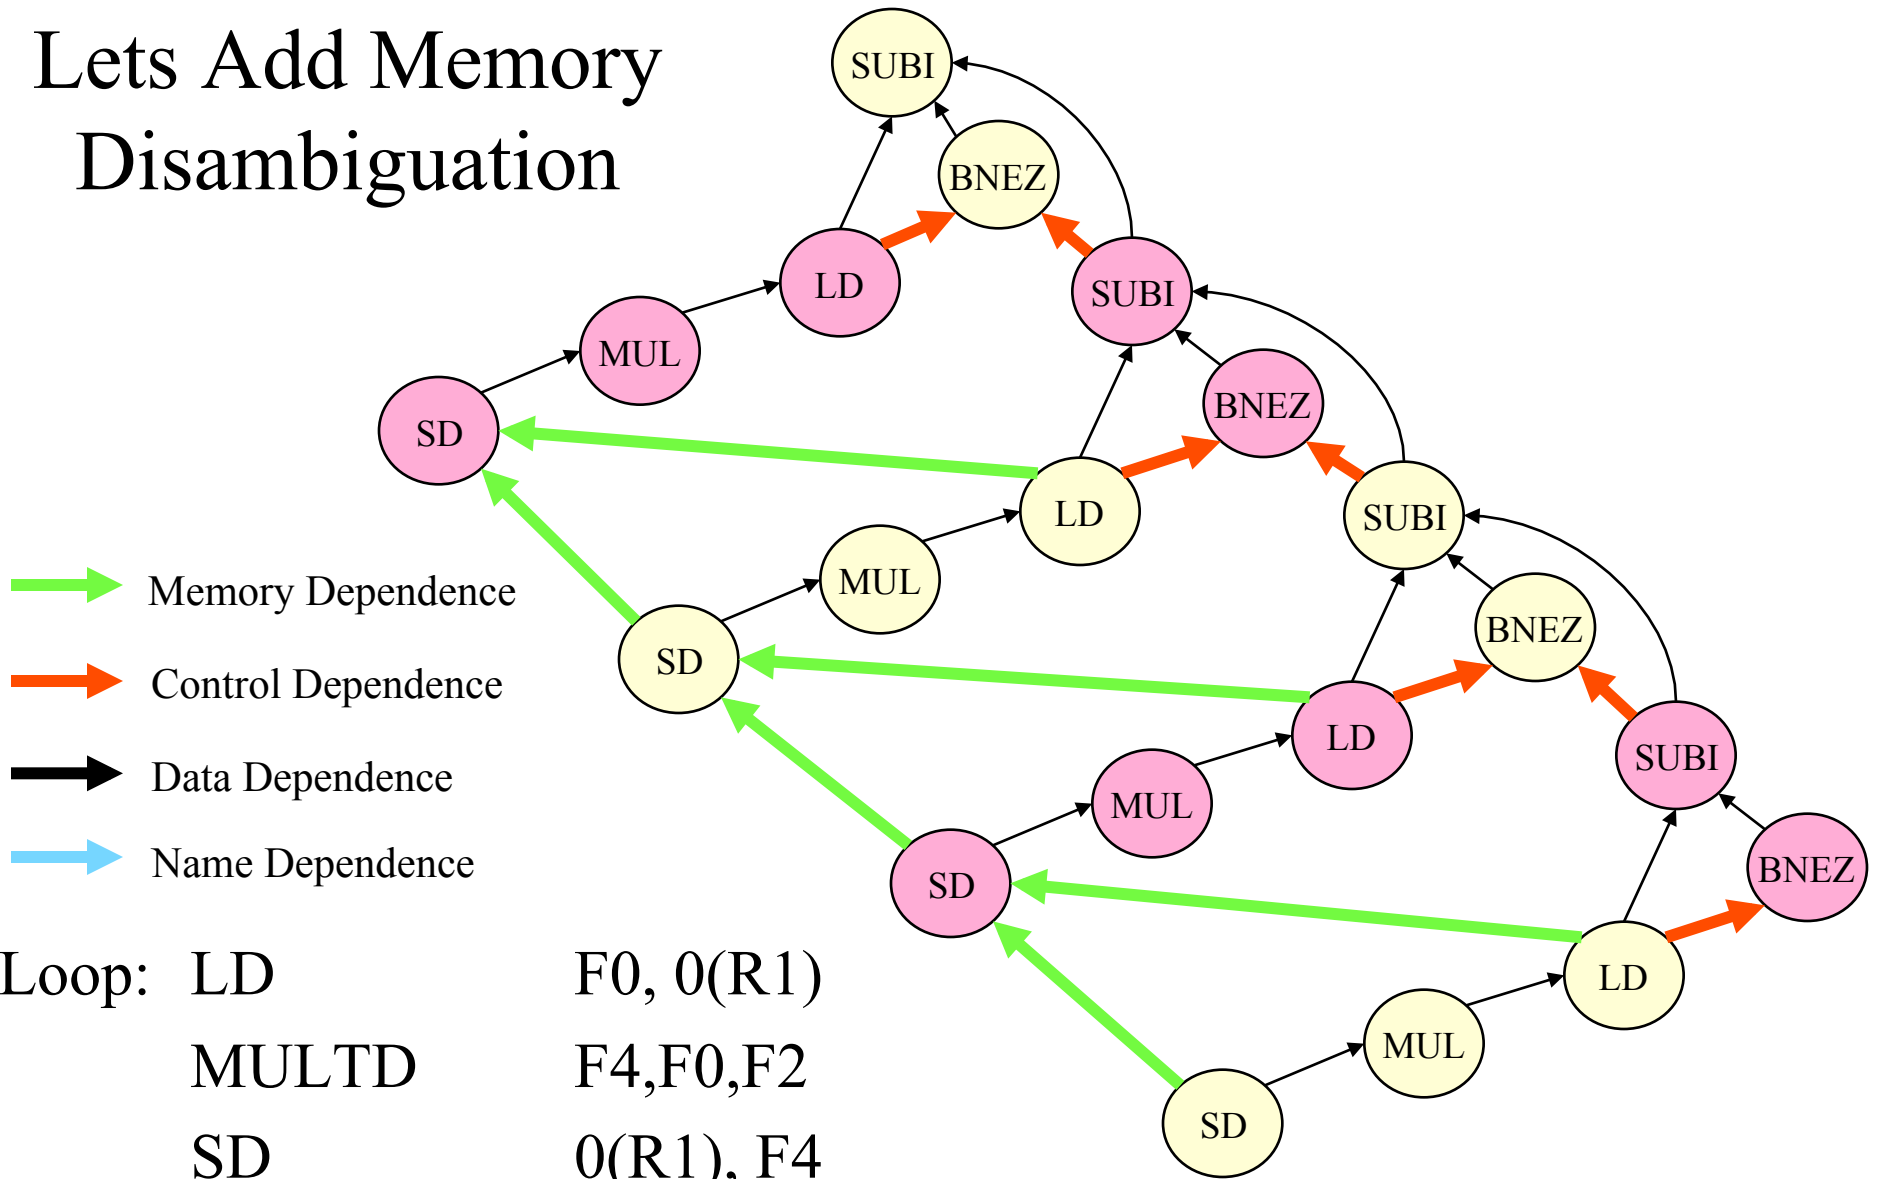 Lets Add Memory
Disambiguation
SUBI
BNEZ
LD
SUBI
MUL
BNEZ
SD
LD
SUBI
MUL
BNEZ
SD
LD
SUBI
MUL
BNEZ
SD
LD
MUL
SD
Memory Dependence
Control Dependence
Data Dependence
Name Dependence
Loop: LD F0, 0(R1)
MULTD F4,F0,F2
SD 0(R1), F4